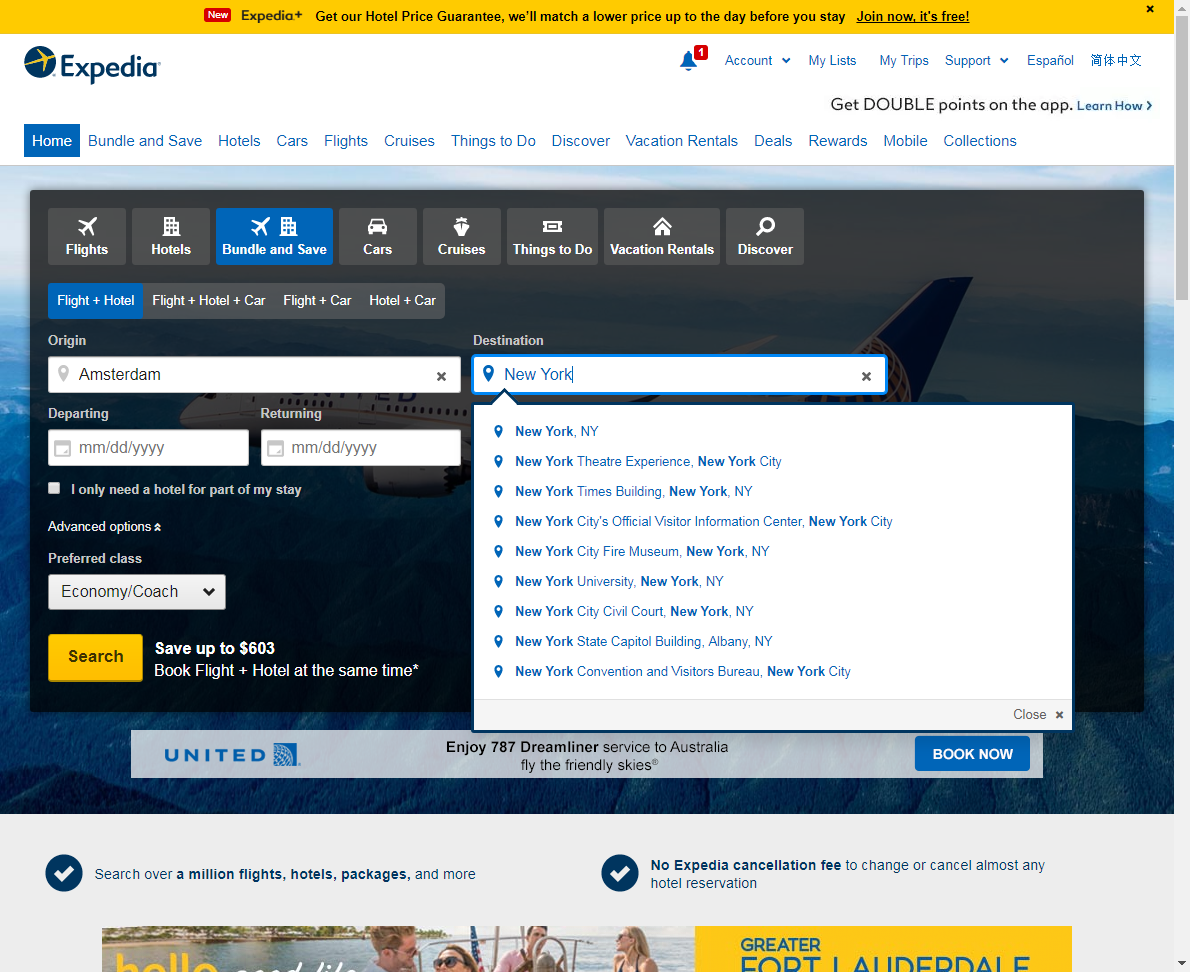 New Expedia+ Get our Hotel Price Guarantee, we'll match a lower price up to the day before you stay Join now, it's free!
Expedia
1
Account My Lists My Trips Support Español 简体中文
Get DOUBLE points on the app. Learn How
Home Bundle and Save Hotels Cars Flights Cruises Things to Do Discover Vacation Rentals Deals Rewards Mobile Collections
Flights Hotels Bundle and Save Cars Cruises Things to Do Vacation Rentals Discover
Flight + Hotel Flight + Hotel + Car Flight + Car Hotel + Car
Origin Destination
Amsterdam New York
Departing Returning
mm/dd/yyyy mm/dd/yyyy
I only need a hotel for part of my stay
Advanced options
Preferred class
Economy/Coach
Search
Save up to $603
Book Flight + Hotel at the same time*
New York, NY
New York Theatre Experience, New York City
New York Times Building, New York, NY
New York City's Official Visitor Information Center, New York City
New York City Fire Museum, New York, NY
New York University, New York, NY
New York City Civil Court, New York, NY
New York State Capitol Building, Albany, NY
New York Convention and Visitors Bureau, New York City
Close
UNITED
Enjoy 787 Dreamliner service to Australia
fly the friendly skies®
BOOK NOW
Search over a million flights, hotels, packages, and more
No Expedia cancellation fee to change or cancel almost any
hotel reservation
hello good life
GREATER
FORT LAUDERDALE